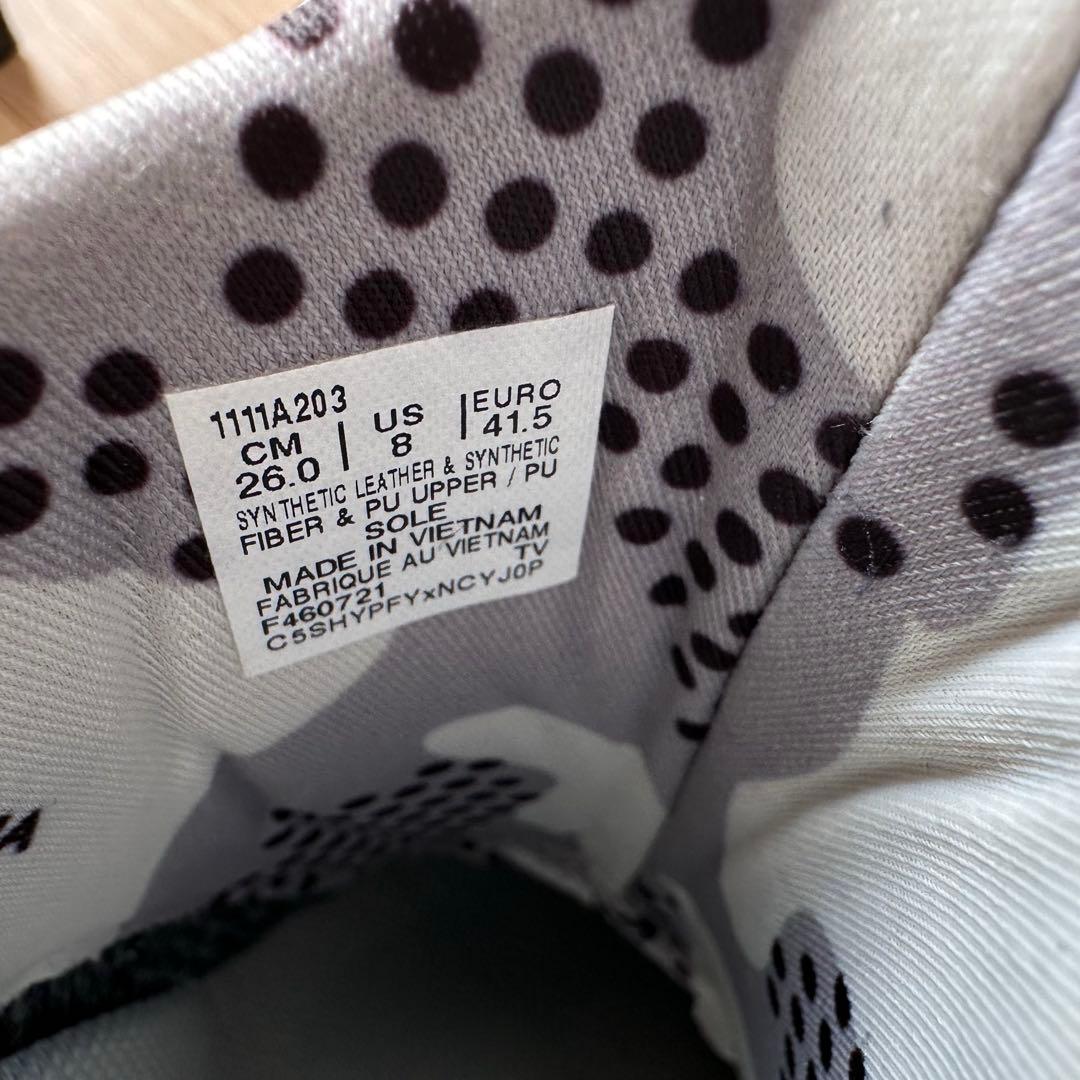 1111A203
CM | US | EURO
26.0 8 41.5
SYNTHETIC LEATHER & SYNTHETIC
FIBER & PU UPPER / PU
SOLE
MADE IN VIETNAM
FABRIQUE AU VIETNAM
F460721 TV
C5SHYPFYxNCYJ0P